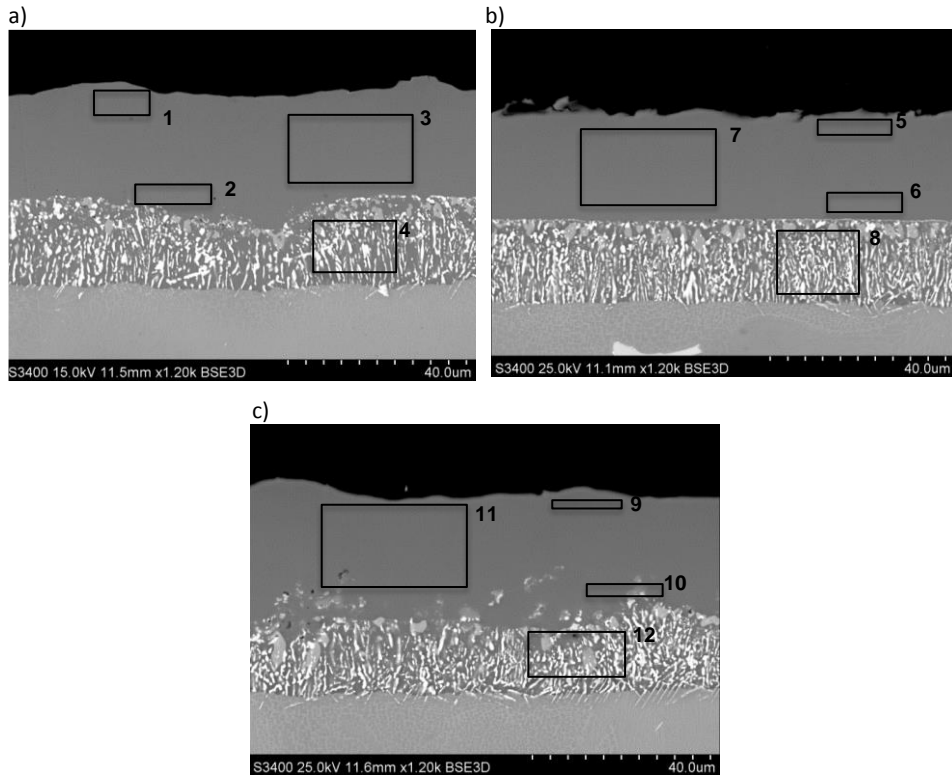 a)
1
2
3
4
S3400 15.0kV 11.5mm x1.20k BSE3D
40.0um
b)
5
6
7
8
S3400 25.0kV 11.1mm x1.20k BSE3D
40.0um
c)
9
10
11
12
S3400 25.0kV 11.6mm x1.20k BSE3D
40.0um